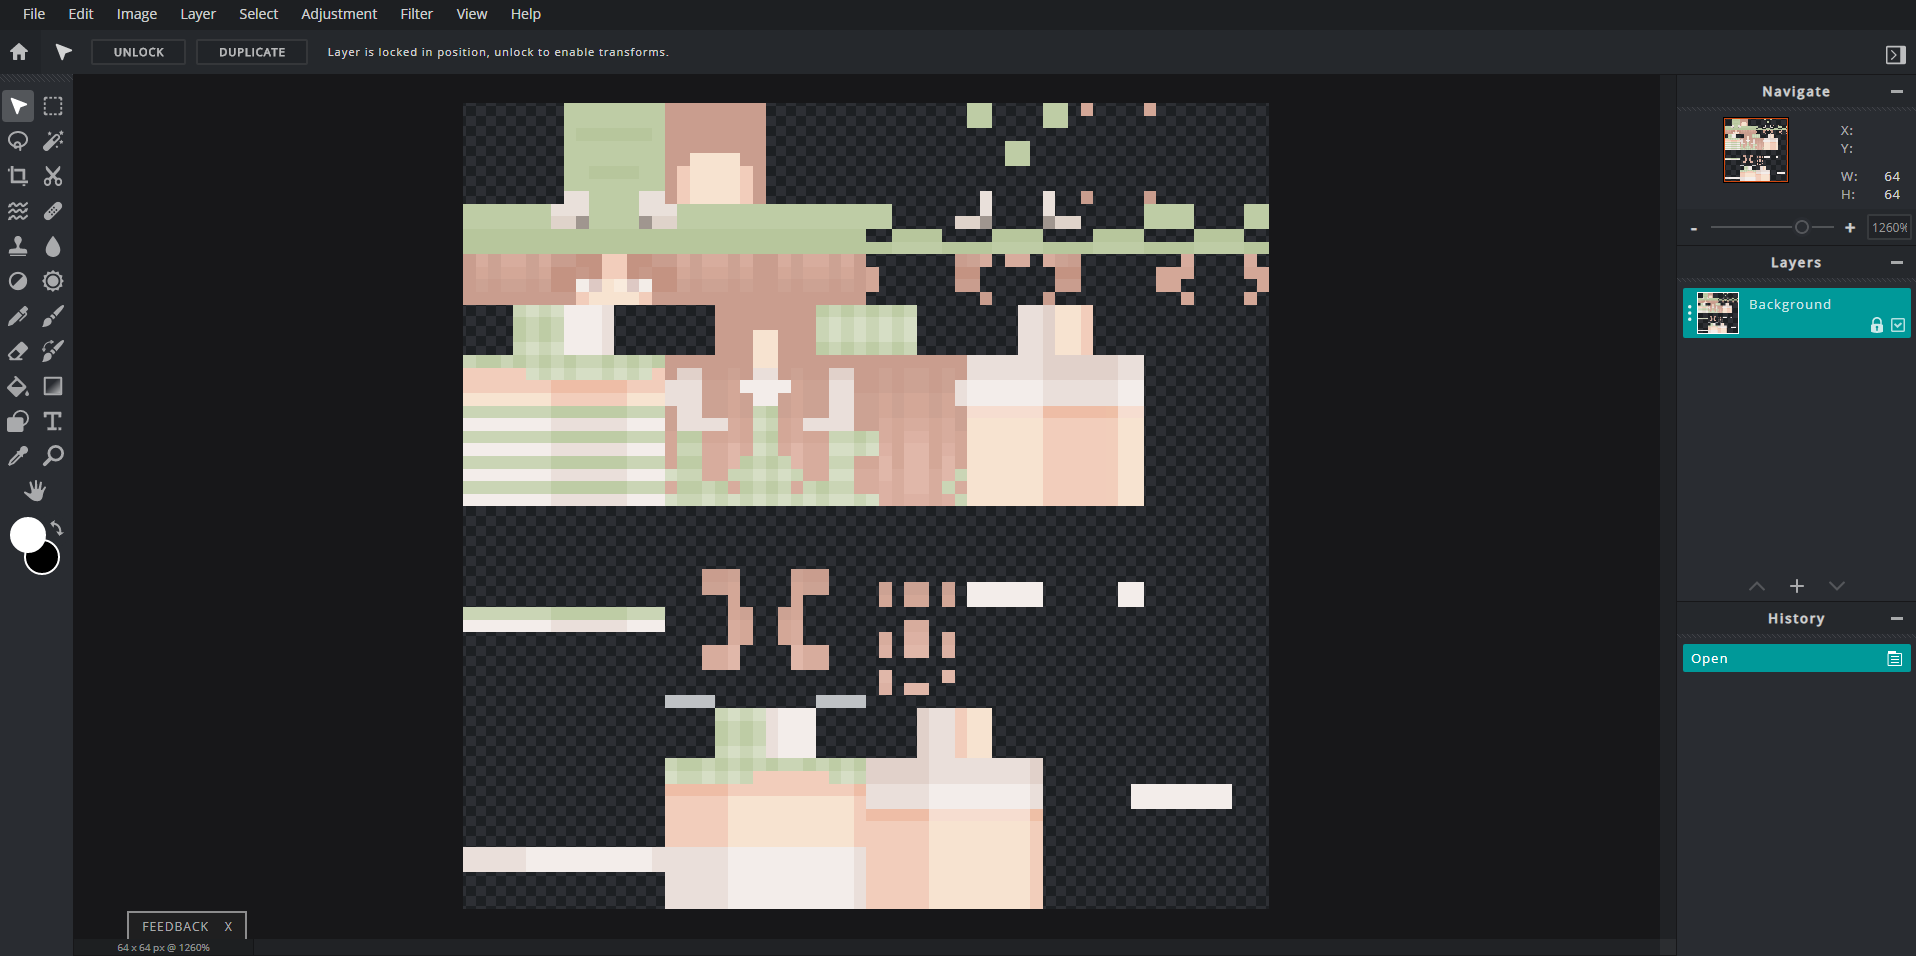 File Edit Image Layer Select Adjustment Filter View Help
UNLOCK DUPLICATE Layer is locked in position, unlock to enable transforms.
Navigate
X:
Y:
W: 64
H: 64
- + 1260%
Layers
Background
History
Open
FEEDBACK X
64 x 64 px @ 1260%